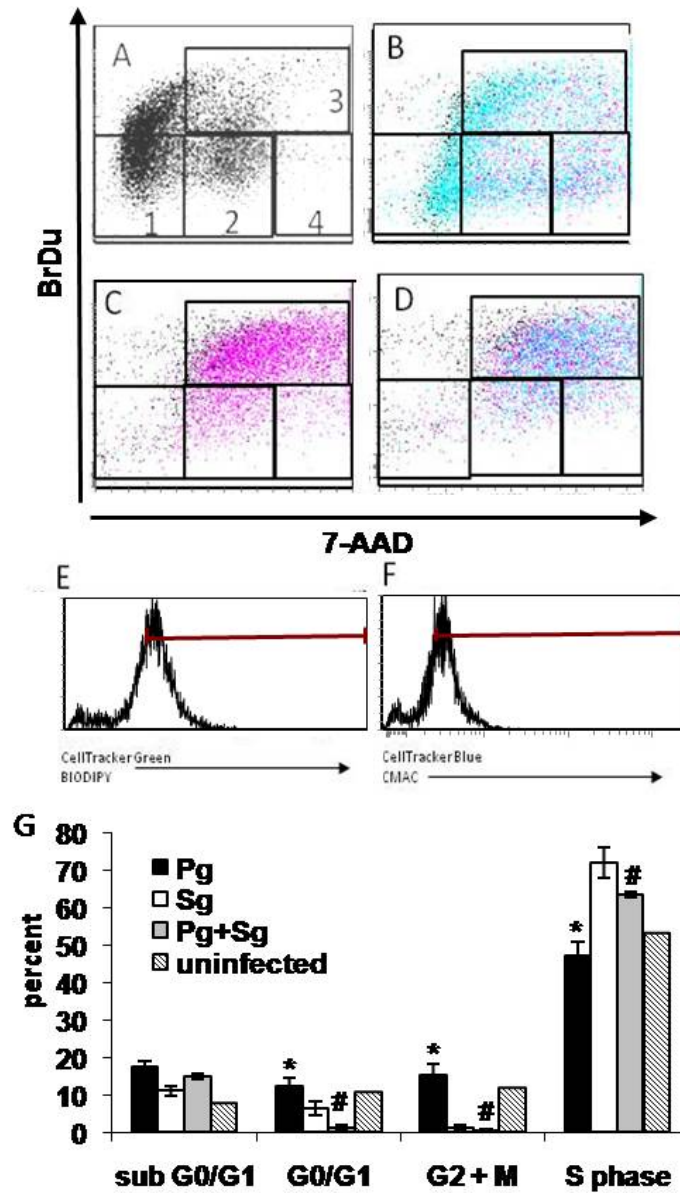 A
B
BrDu
3
1 2 4
C
D
7-AAD
E
F
CellTracker Green
BIODIPY
CellTracker Blue
CMAC
G
80
70
60
50
40
30
20
10
0
percent
Pg
Sg
Pg+Sg
uninfected
* # * # * #
sub G0/G1 G0/G1 G2 + M S phase